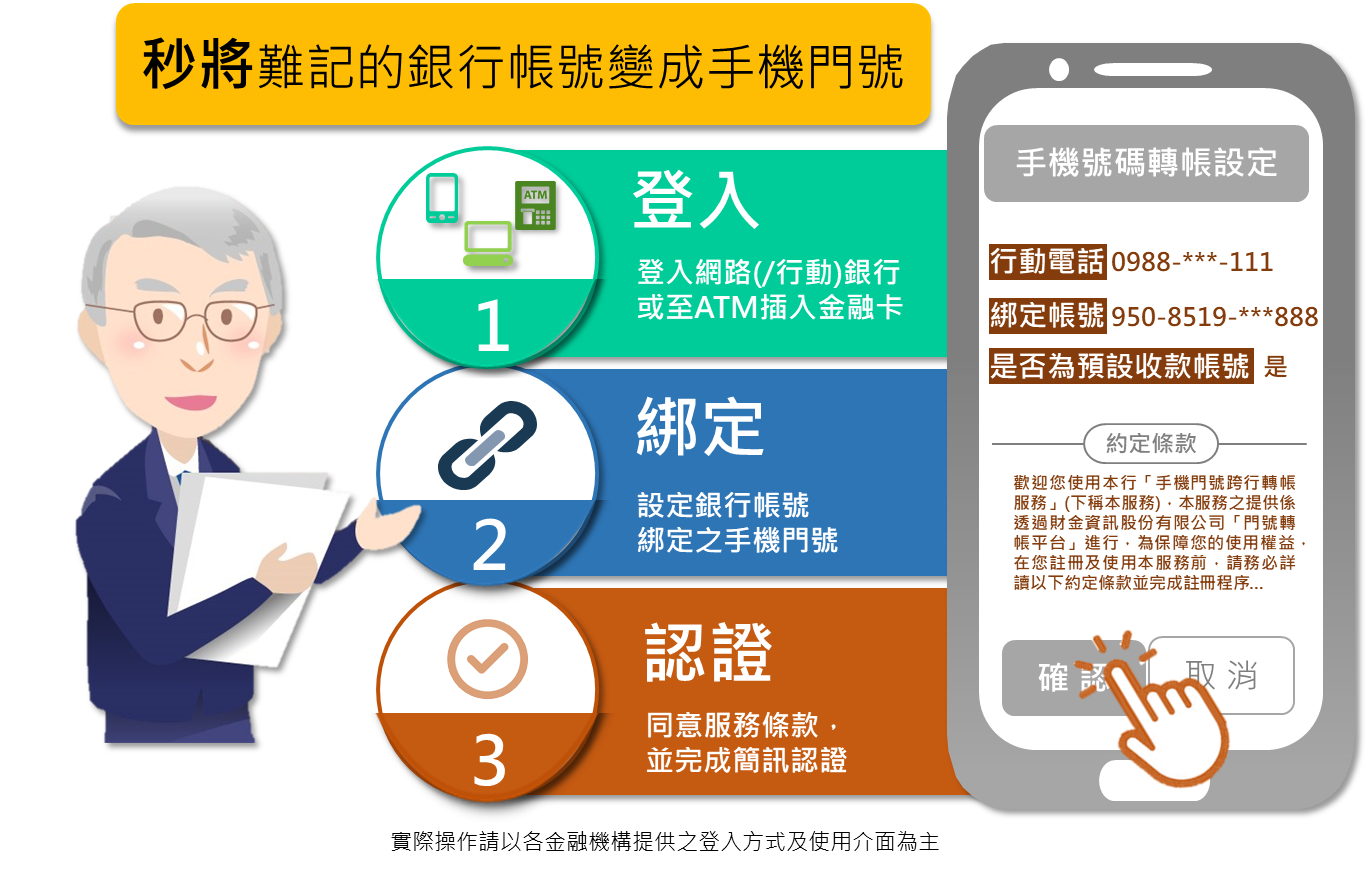 秒將難記的銀行帳號變成手機門號
ATM
1
登入
登入網路(/行動)銀行
或至ATM插入金融卡
2
綁定
設定銀行帳號
綁定之手機門號
3
認證
同意服務條款，
並完成簡訊認證
手機號碼轉帳設定
行動電話 0988-***-111
綁定帳號 950-8519-***888
是否為預設收款帳號 是
約定條款
歡迎您使用本行「手機門號跨行轉帳
服務」(下稱本服務)，本服務之提供係
透過財金資訊股份有限公司「門號轉
帳平台」進行，為保障您的使用權益，
在您註冊及使用本服務前，請務必詳
讀以下約定條款並完成註冊程序...
確認
取消
實際操作請以各金融機構提供之登入方式及使用介面為主